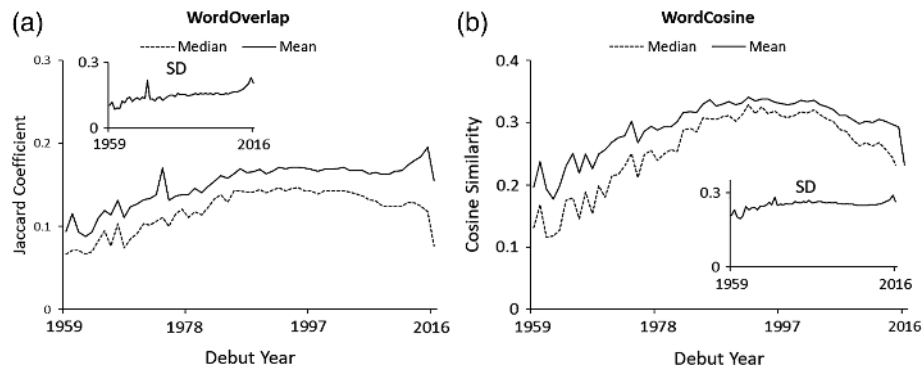 (a)
WordOverlap
Median
Mean
0.3
0.2
0.1
0
Jaccard Coefficient
0.3
SD
0
1959
2016
1959
1978
1997
2016
Debut Year
(b)
WordCosine
Median
Mean
0.4
0.3
0.2
0.1
0
Cosine Similarity
0.3
SD
0
1959
2016
1959
1978
1997
2016
Debut Year